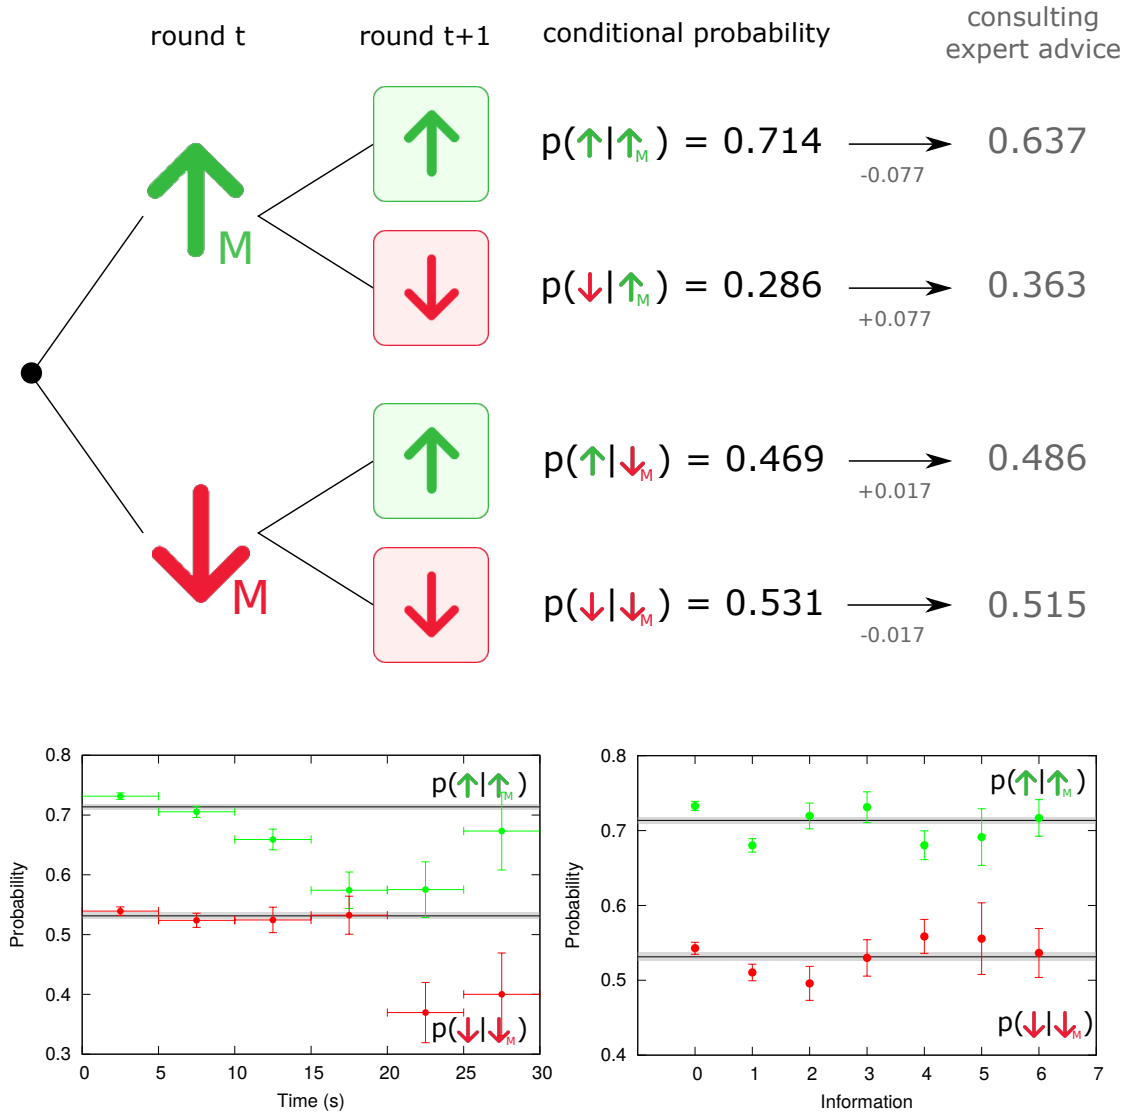 round t
round t+1
conditional probability
consulting
expert advice
M
p(↑|↑M) = 0.714
-0.077
0.637
p(↓|↑M) = 0.286
+0.077
0.363
p(↑|↓M) = 0.469
+0.017
0.486
M
p(↓|↓M) = 0.531
-0.017
0.515
0.8
0.7
0.6
0.5
0.4
0.3
Probability
p(↑|↑M)
p(↓|↓M)
0 5 10 15 20 25 30
Time (s)
0.8
0.7
0.6
0.5
0.4
Probability
p(↑|↑M)
p(↓|↓M)
0 1 2 3 4 5 6 7
Information